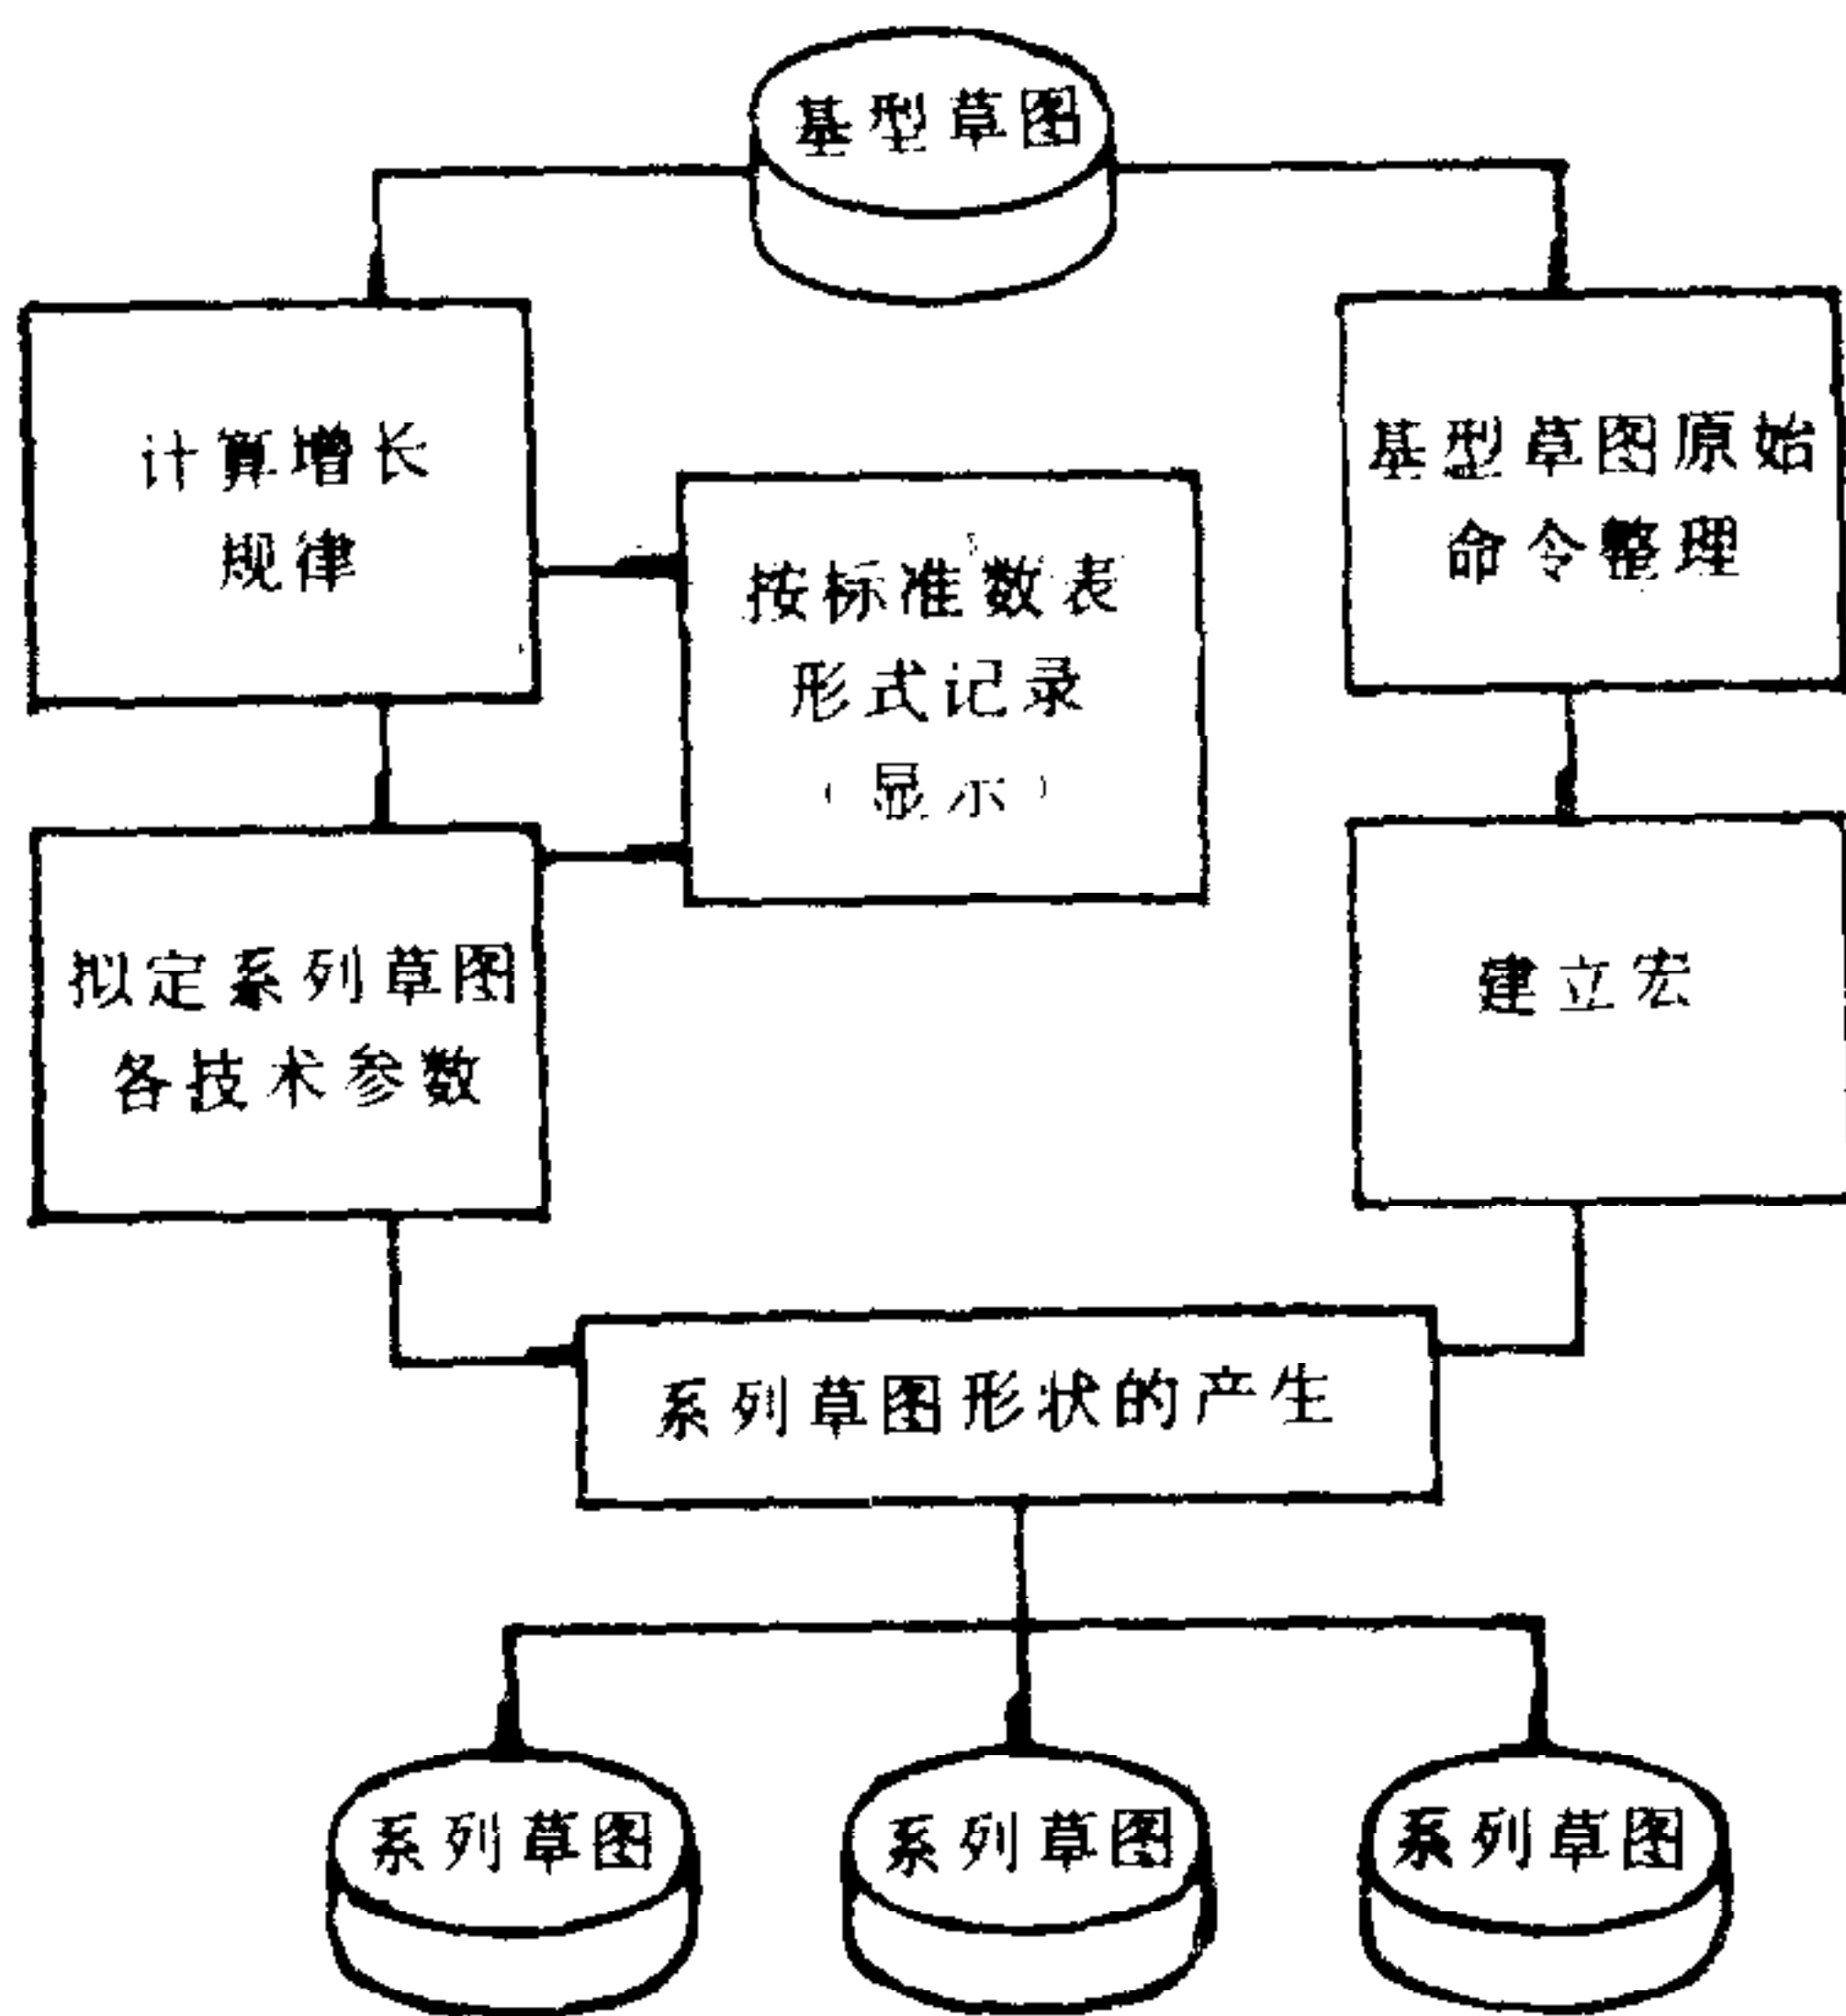 基型草图
计算增长
规律
按标准数表
形式记录
(显示)
基型草图原始
命令整理
拟定系列草图
各技术参数
建立宏
系列草图形状的产生
系列草图
系列草图
系列草图